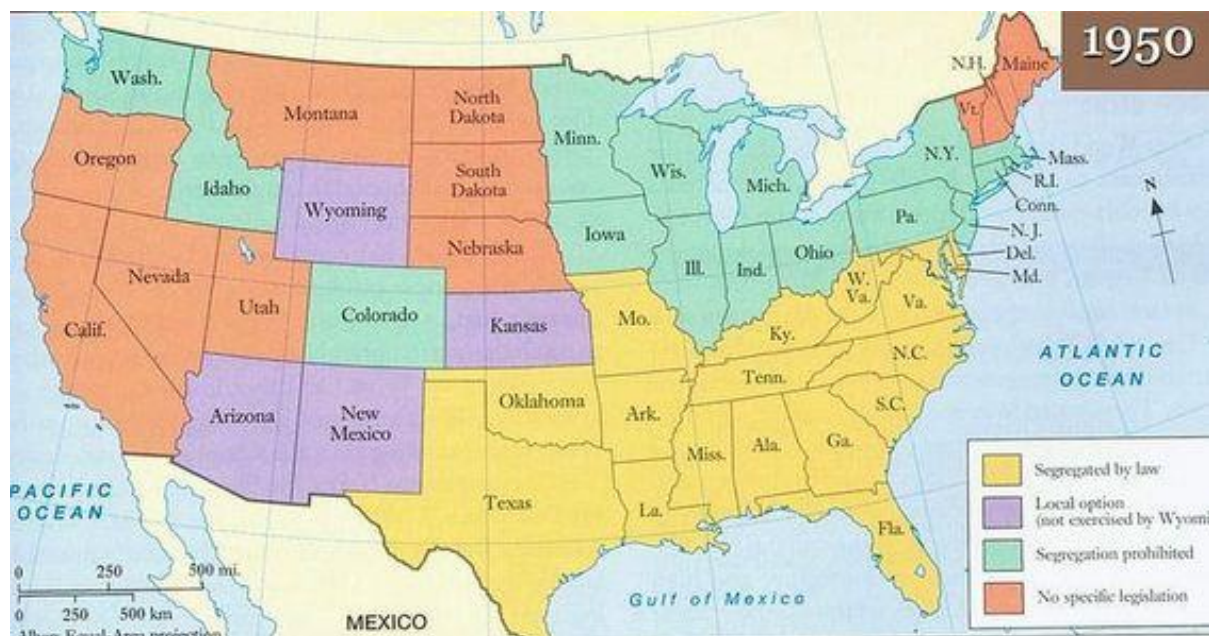 1950
Wash.
Montana
North
Dakota
Minn.
N.H.
Maine
Vt.
Oregon
Idaho
South
Dakota
Wis.
Mich.
N.Y.
Mass.
R.I.
Conn.
N
Wyoming
Nebraska
Iowa
Pa.
N.J.
Del.
Md.
Nevada
Utah
Colorado
Kansas
Ill.
Ind.
Ohio
W.
Va.
Va.
Calif.
Mo.
Ky.
N.C.
ATLANTIC
OCEAN
Arizona
New
Mexico
Oklahoma
Ark.
Tenn.
S.C.
Miss.
Ala.
Ga.
Texas
La.
Fla.
PACIFIC
OCEAN
Segregated by law
Local option
(not exercised by Wyomi
Segregation prohibited
No specific legislation
0 250 500 mi.
0 250 500 km
Albers Equal-Area projection
MEXICO
Gulf of Mexico